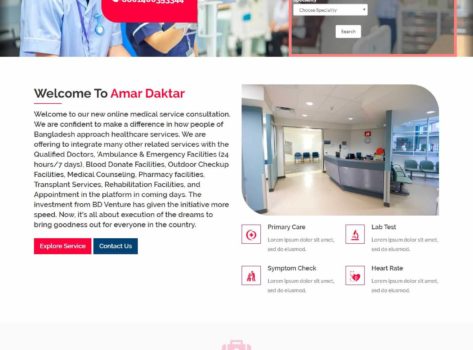 Choose Speciality
Search
Welcome To Amar Daktar
Welcome to our new online medical service consultation.
We are confident to make a difference in how people of
Bangladesh approach healthcare services. We are
offering to integrate many other related services with the
Qualified Doctors, 'Ambulance & Emergency Facilities (24
hours/7 days), Blood Donate Facilities, Outdoor Checkup
Facilities, Medical Counseling, Pharmacy facilities,
Transplant Services, Rehabilitation Facilities, and
Appointment in the platform in coming days. The
investment from BD Venture has given the initiative more
speed. Now, it's all about execution of the dreams to
bring goodness out for everyone in the country.
Explore Service
Contact Us
Primary Care
Lorem ipsum dolor sit amet,
sed do eiusmod.
Lab Test
Lorem ipsum dolor sit amet,
sed do eiusmod.
Symptom Check
Lorem ipsum dolor sit amet,
sed do eiusmod.
Heart Rate
Lorem ipsum dolor sit amet,
sed do eiusmod.